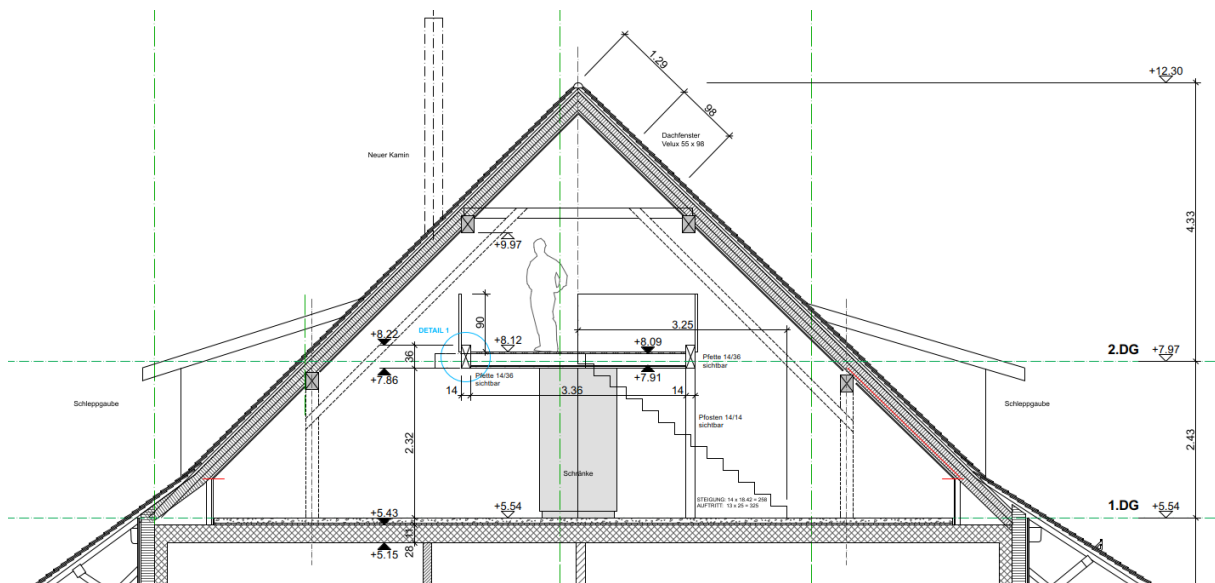 1.29
+12.30
98
Dachfenster
Velux 55 x 98
Neuer Kamin
4.33
+9.97
90
3.25
DETAIL 1
+8.22
+8.12
+8.09
2.DG
+7.97
36
Pfette 14/36
sichtbar
+7.86
+7.91
Pfette 14/36
sichtbar
14
3.36
14
Schleppgaube
Schleppgaube
Pfosten 14/14
sichtbar
2.32
2.43
Schränke
STEIGUNG: 14 x 18.42 = 258
AUFTRITT: 13 x 25 = 325
+5.43
+5.54
1.DG
+5.54
11
28
+5.15